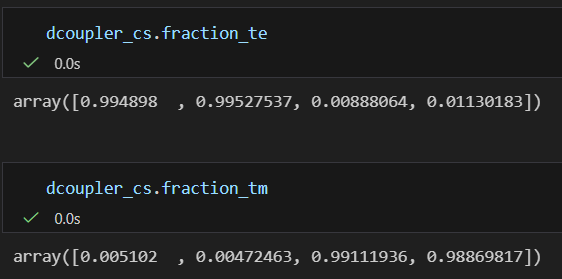 dcoupler_cs.fraction_te
✓ 0.0s
array([0.994898  , 0.99527537, 0.00888064, 0.01130183])
dcoupler_cs.fraction_tm
✓ 0.0s
array([0.005102  , 0.00472463, 0.99111936, 0.98869817])